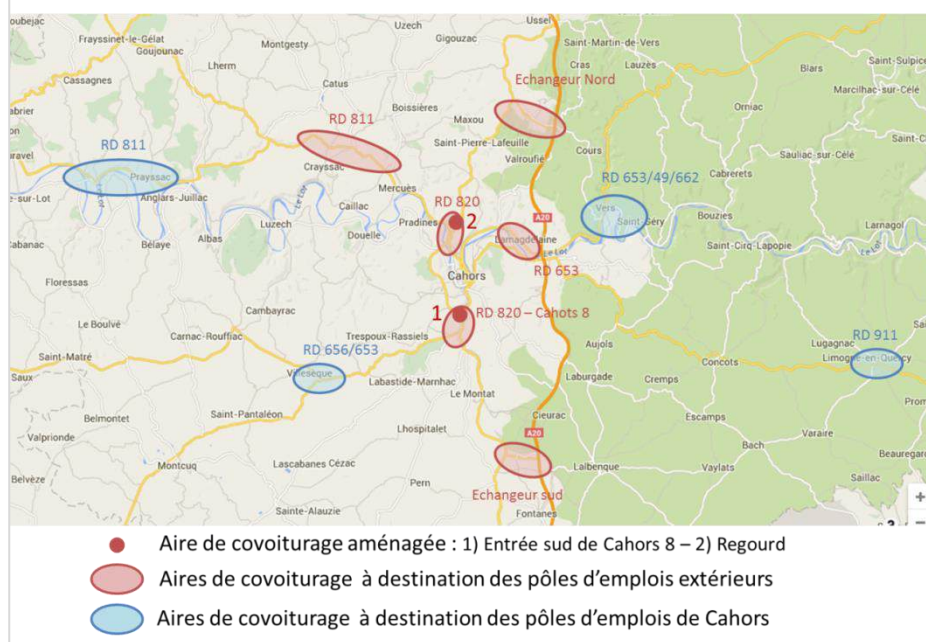 oubejac
Frayssinet-le-Gélat
Goujounac
Montgesty
Uzech
Gigouzac
Ussel
Saint-Martin-de-Vers
Cras
Lauzès
Blars
Saint-Sulpice
Marcilhac-sur-Célé
Lherm
Catus
Echangeur Nord
Cassagnes
Boissières
Maxou
Orniac
RD 811
RD 811
Saint-Pierre-Lafeuille
Cours
Sauliac-sur-Célé
Crayssac
Valroufié
Cabrerets
Prayssac
Mercuès
RD 653/49/662
Anglars-Juillac
Caillac
Pradines
RD 820
2
A20
Vers
Saint-Géry
Bouziès
Larnagol
Albas
Luzech
Douelle
Lamagdelaine
Saint-Cirq-Lapopie
Le Lot
Bélaye
RD 653
Cahors
Floressas
Cambayrac
1
RD 820 – Cahots 8
Le Boulvé
Carnac-Rouffiac
Trespoux-Rassiels
Aujols
Lugagnac
RD 911
Saint-Matré
RD 656/653
Concots
Limogne-en-Quercy
Saux
Villesèque
Labastide-Marnhac
Laburgade
Cremps
Le Montat
Saint-Pantaléon
Belmontet
Cieurac
Escamps
Varaire
Lhospitalet
A20
Valprionde
Bach
Beauregard
Montcuq
Lascabanes
Cézac
Lalbenque
Vaylats
Belvèze
Pern
Saillac
Echangeur sud
Sainte-Alauzie
Fontanes
+
−
Aire de covoiturage aménagée : 1) Entrée sud de Cahors 8 – 2) Regourd
Aires de covoiturage à destination des pôles d'emplois extérieurs
Aires de covoiturage à destination des pôles d'emplois de Cahors